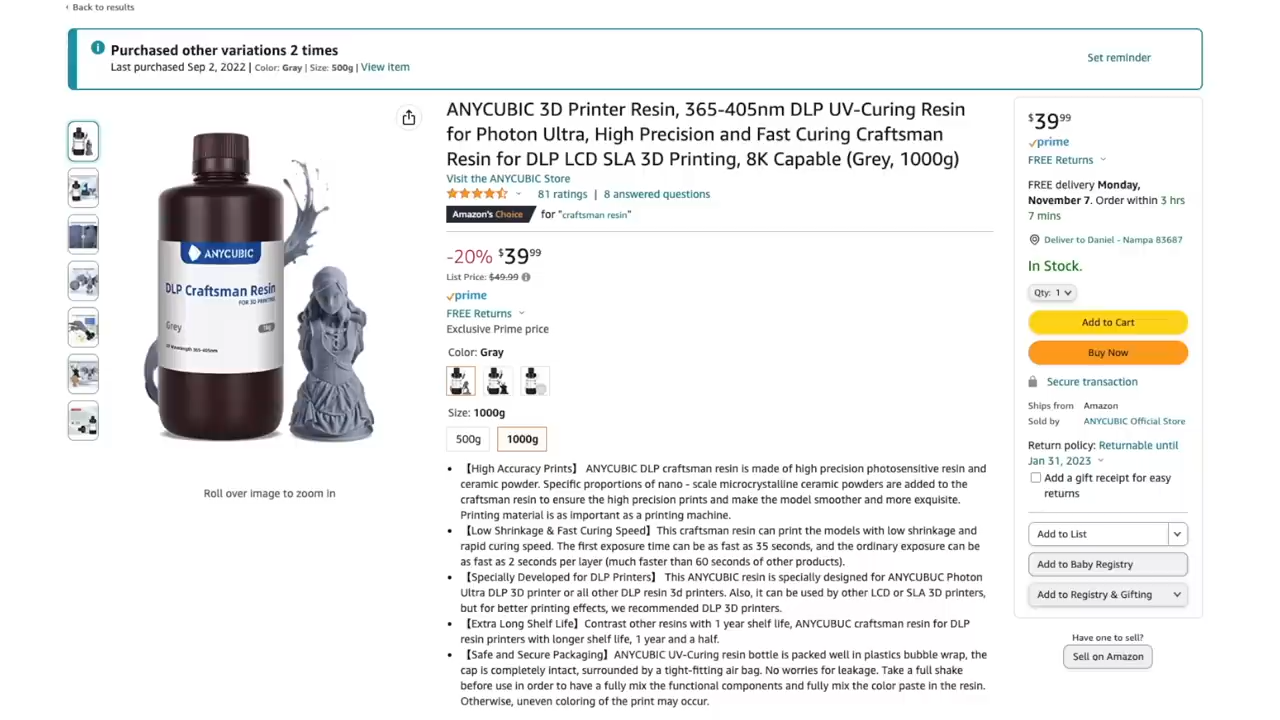 ‹ Back to results
Purchased other variations 2 times
Last purchased Sep 2, 2022 | Color: Gray | Size: 500g | View item
Set reminder
ANYCUBIC 3D Printer Resin, 365-405nm DLP UV-Curing Resin
for Photon Ultra, High Precision and Fast Curing Craftsman
Resin for DLP LCD SLA 3D Printing, 8K Capable (Grey, 1000g)
Visit the ANYCUBIC Store
81 ratings | 8 answered questions
Amazon's Choice for "craftsman resin"
-20% $39 99
List Price: $49.99
prime
FREE Returns
Exclusive Prime price
Color: Gray
Size: 1000g
500g 1000g
• 【High Accuracy Prints】 ANYCUBIC DLP craftsman resin is made of high precision photosensitive resin and
ceramic powder. Specific proportions of nano - scale microcrystalline ceramic powders are added to the
craftsman resin to ensure the high precision prints and make the model smoother and more exquisite.
Printing material is as important as a printing machine.
• 【Low Shrinkage & Fast Curing Speed】This craftsman resin can print the models with low shrinkage and
rapid curing speed. The first exposure time can be as fast as 35 seconds, and the ordinary exposure can be
as fast as 2 seconds per layer (much faster than 60 seconds of other products).
• 【Specially Developed for DLP Printers】 This ANYCUBIC resin is specially designed for ANYCUBUC Photon
Ultra DLP 3D printer or all other DLP resin 3d printers. Also, it can be used by other LCD or SLA 3D printers,
but for better printing effects, we recommended DLP 3D printers.
• 【Extra Long Shelf Life】Contrast other resins with 1 year shelf life, ANYCUBUC craftsman resin for DLP
resin printers with longer shelf life, 1 year and a half.
• 【Safe and Secure Packaging】ANYCUBIC UV-Curing resin bottle is packed well in plastics bubble wrap, the
cap is completely intact, surrounded by a tight-fitting air bag. No worries for leakage. Take a full shake
before use in order to have a fully mix the functional components and fully mix the color paste in the resin.
Otherwise, uneven coloring of the print may occur.
ANYCUBIC
DLP Craftsman Resin
FOR 3D PRINTING
Grey 1kg
UV Wavelength 365-405nm
Roll over image to zoom in
$39 99
prime
FREE Returns
FREE delivery Monday,
November 7. Order within 3 hrs
7 mins
Deliver to Daniel - Nampa 83687
In Stock.
Qty: 1
Add to Cart
Buy Now
Secure transaction
Ships from Amazon
Sold by ANYCUBIC Official Store
Return policy: Returnable until
Jan 31, 2023
Add a gift receipt for easy
returns
Add to List
Add to Baby Registry
Add to Registry & Gifting
Have one to sell?
Sell on Amazon